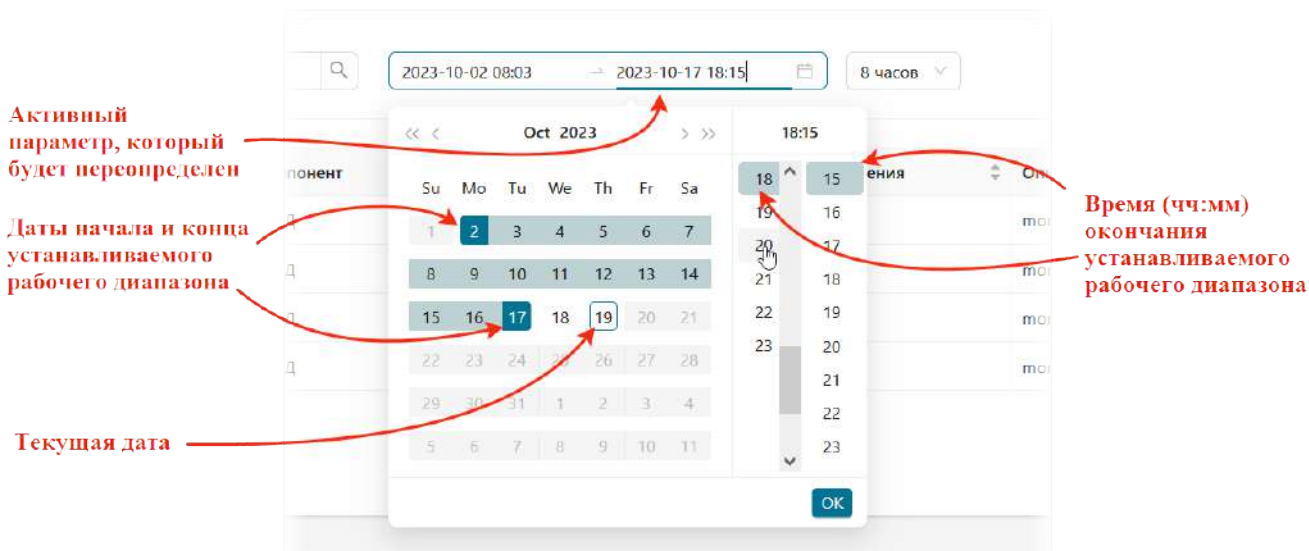 2023-10-02 08:03 → 2023-10-17 18:15 8 часов
Активный
параметр, который
будет переопределен
« < Oct 2023 > »
18:15
понент
ения
Su Mo Tu We Th Fr Sa
1 2 3 4 5 6 7
8 9 10 11 12 13 14
15 16 17 18 19 20 21
22 23 24 25 26 27 28
29 30 31 1 2 3 4
5 6 7 8 9 10 11
18 15
19 16
20 17
21 18
22 19
23 20
21
22
23
OK
Даты начала и конца
устанавливаемого
рабочего диапазона
Текущая дата
Время (чч:мм)
окончания
устанавливаемого
рабочего диапазона